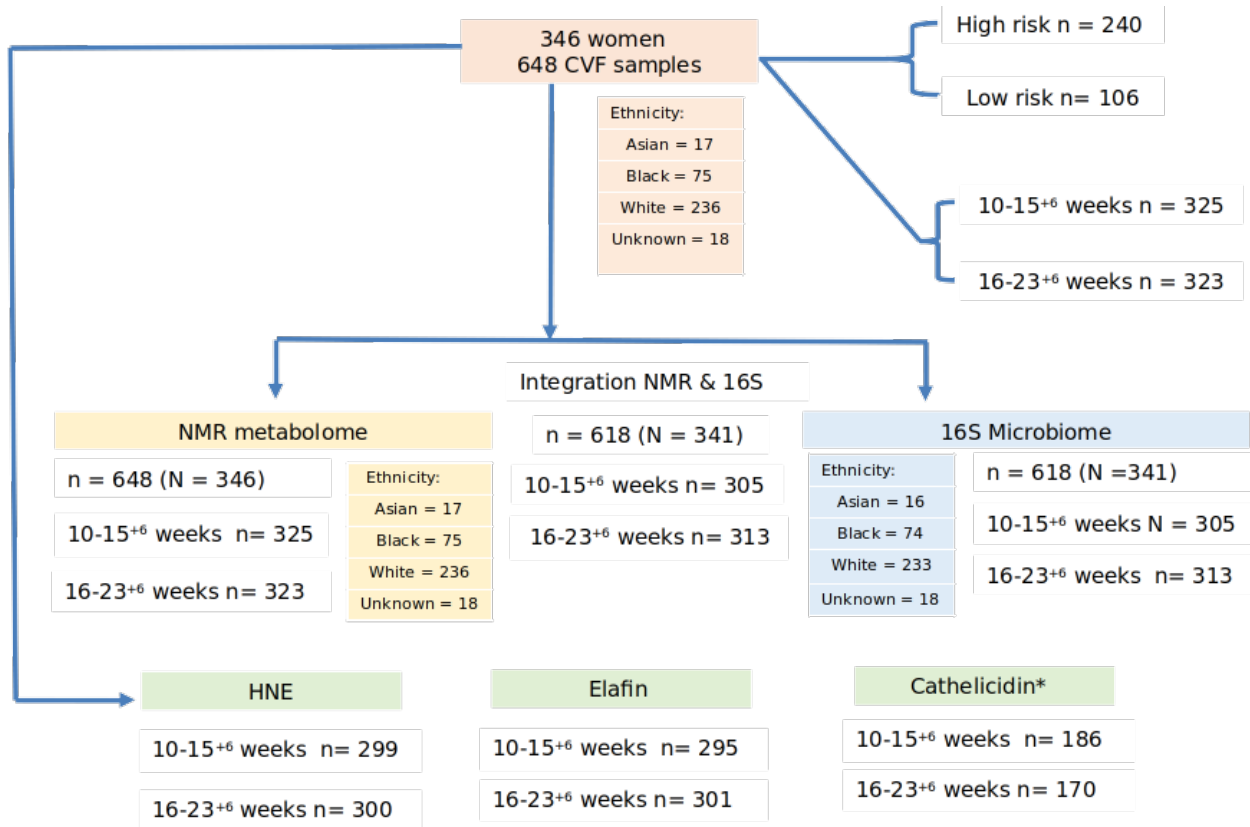 346 women
648 CVF samples
High risk n = 240
Low risk n= 106
Ethnicity:
Asian = 17
Black = 75
White = 236
Unknown = 18
10-15⁺⁶ weeks n = 325
16-23⁺⁶ weeks n = 323
Integration NMR & 16S
n = 618 (N = 341)
10-15⁺⁶ weeks n= 305
16-23⁺⁶ weeks n= 313
NMR metabolome
n = 648 (N = 346)
10-15⁺⁶ weeks n= 325
16-23⁺⁶ weeks n= 323
Ethnicity:
Asian = 17
Black = 75
White = 236
Unknown = 18
16S Microbiome
Ethnicity:
Asian = 16
Black = 74
White = 233
Unknown = 18
n = 618 (N =341)
10-15⁺⁶ weeks N = 305
16-23⁺⁶ weeks n= 313
HNE
10-15⁺⁶ weeks n= 299
16-23⁺⁶ weeks n= 300
Elafin
10-15⁺⁶ weeks n= 295
16-23⁺⁶ weeks n= 301
Cathelicidin*
10-15⁺⁶ weeks n= 186
16-23⁺⁶ weeks n= 170